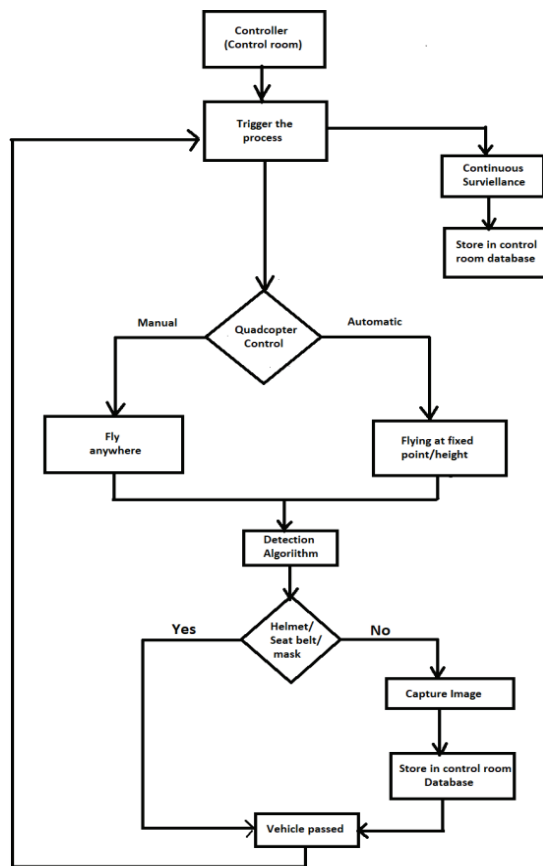 Controller
(Control room)
Trigger the
process
Continuous
Surviellance
Store in control
room database
Manual
Quadcopter
Control
Automatic
Fly
anywhere
Flying at fixed
point/height
Detection
Algoriithm
Yes
Helmet/
Seat belt/
mask
No
Capture Image
Store in control room
Database
Vehicle passed